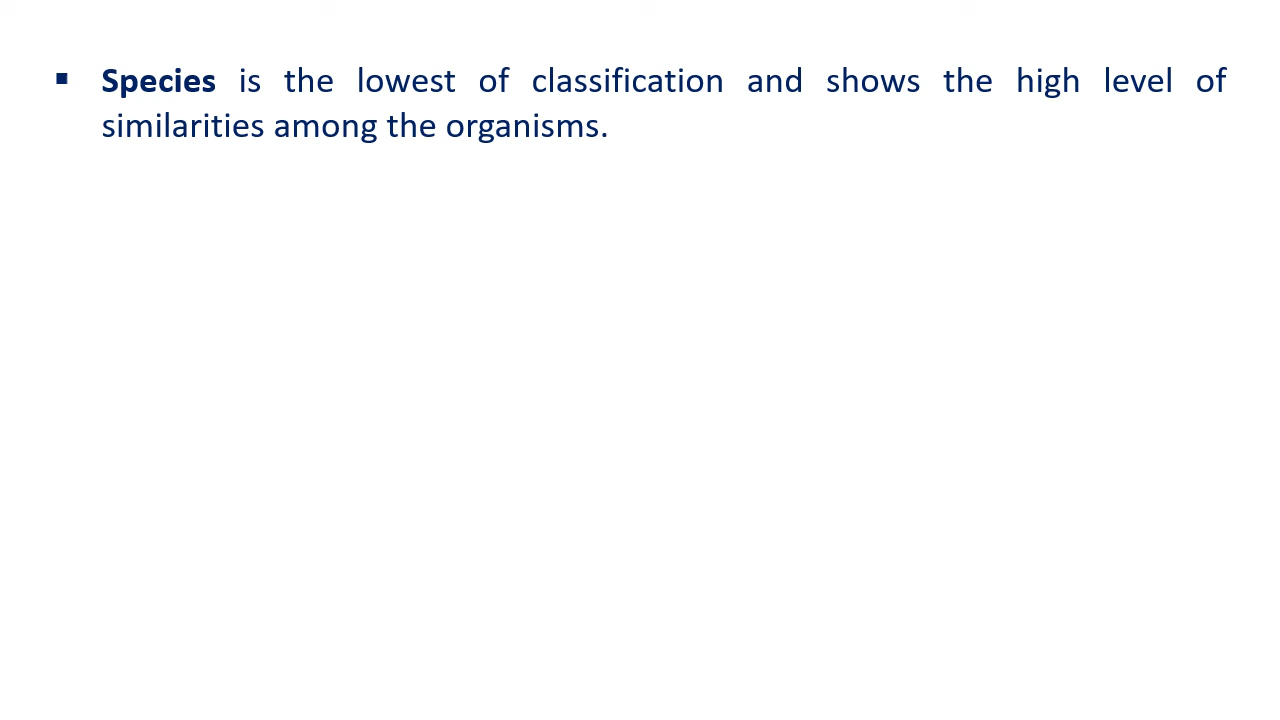 ▪ Species is the lowest of classification and shows the high level of
similarities among the organisms.